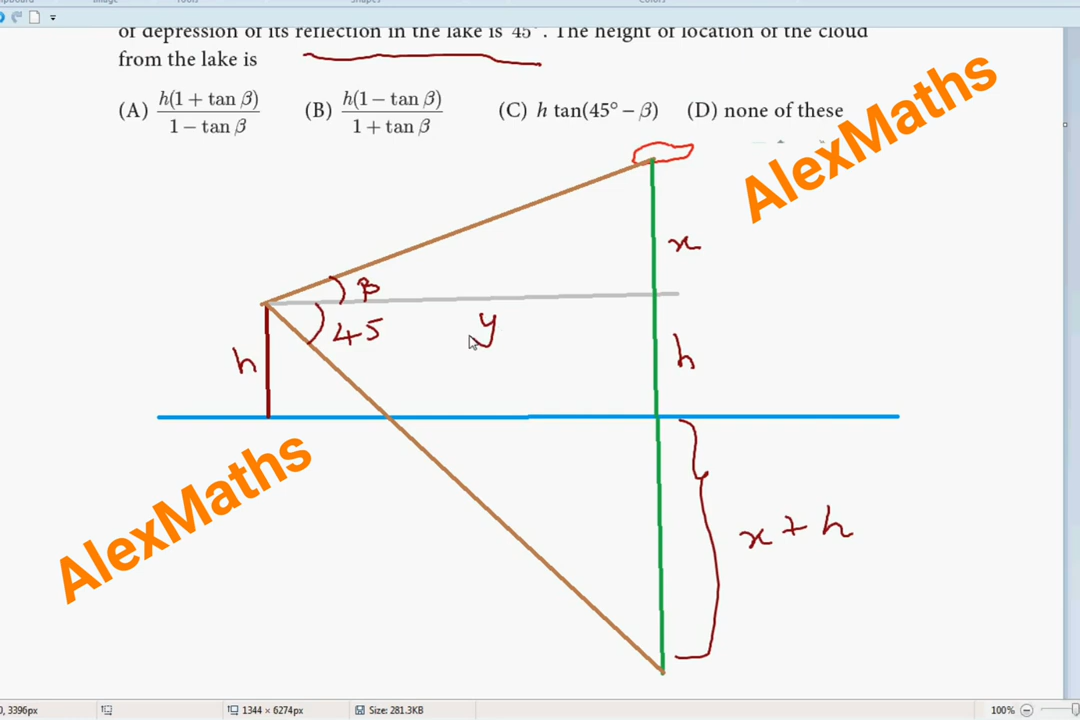 of depression of its reflection in the lake is 45°. The height of location of the cloud
from the lake is
(A) h(1 + tan β) / 1 − tan β (B) h(1 − tan β) / 1 + tan β (C) h tan(45° − β) (D) none of these
AlexMaths
x
β
45
y
h
h
AlexMaths
x + h
3396px
1344 × 6274px
Size: 281.3KB
100%